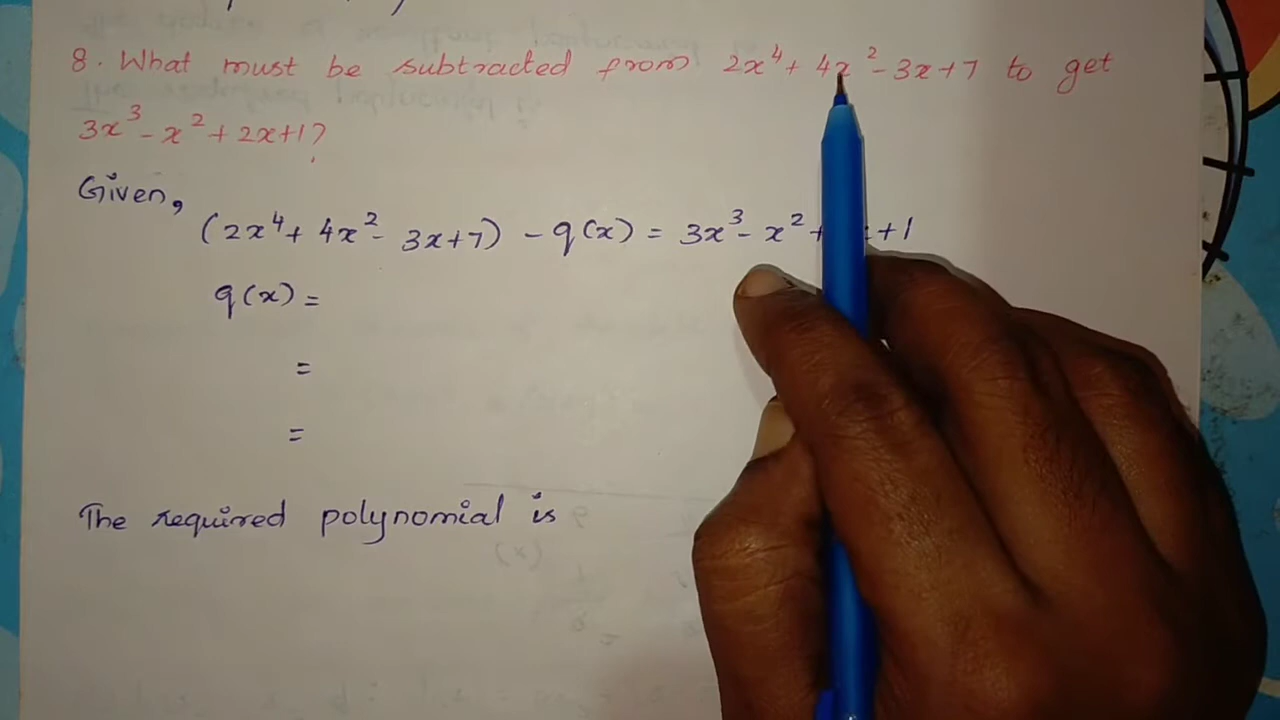 8. What must be subtracted from 2x⁴ + 4x² - 3x + 7 to get
3x³ - x² + 2x + 1?
Given,
(2x⁴ + 4x² - 3x + 7) - q(x) = 3x³ - x² + + 1
q(x) =
=
=
The required polynomial is